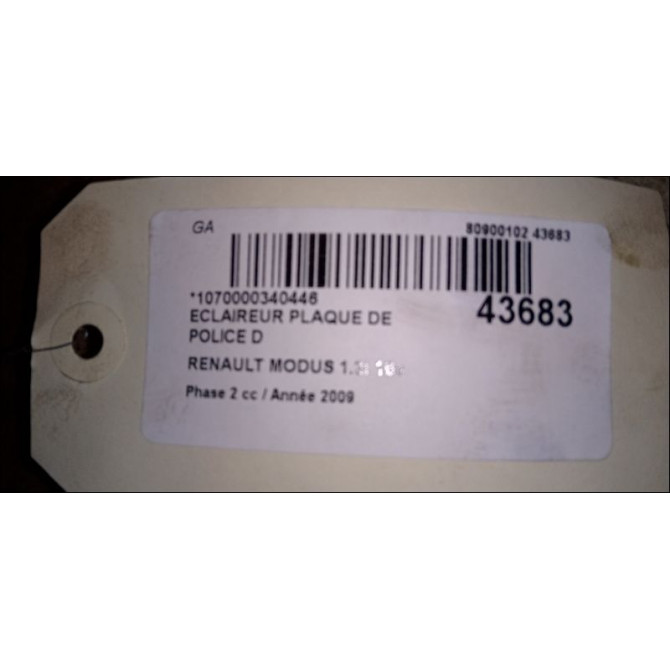 GA
80900102 43683
*1070000340446
43683
ECLAIREUR PLAQUE DE
POLICE D
RENAULT MODUS
Phase 2 cc / Année 2009